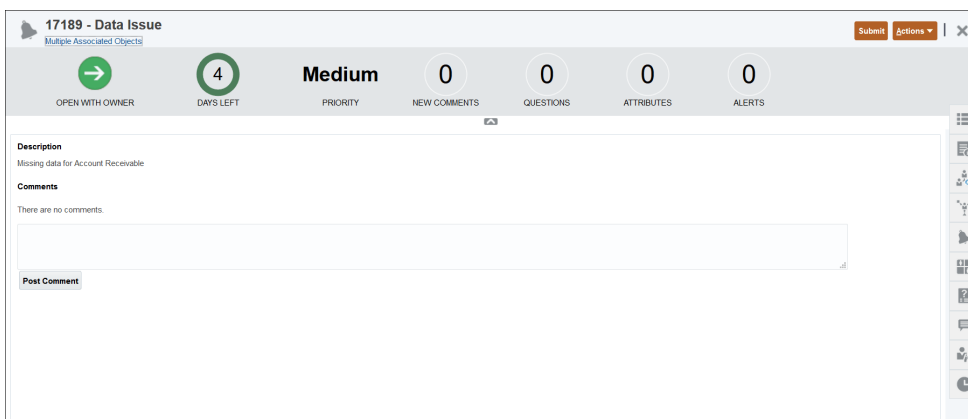 17189 - Data Issue
Multiple Associated Objects
Submit Actions
4 Medium 0 0 0 0
OPEN WITH OWNER DAYS LEFT PRIORITY NEW COMMENTS QUESTIONS ATTRIBUTES ALERTS
Description
Missing data for Account Receivable
Comments
There are no comments.
Post Comment